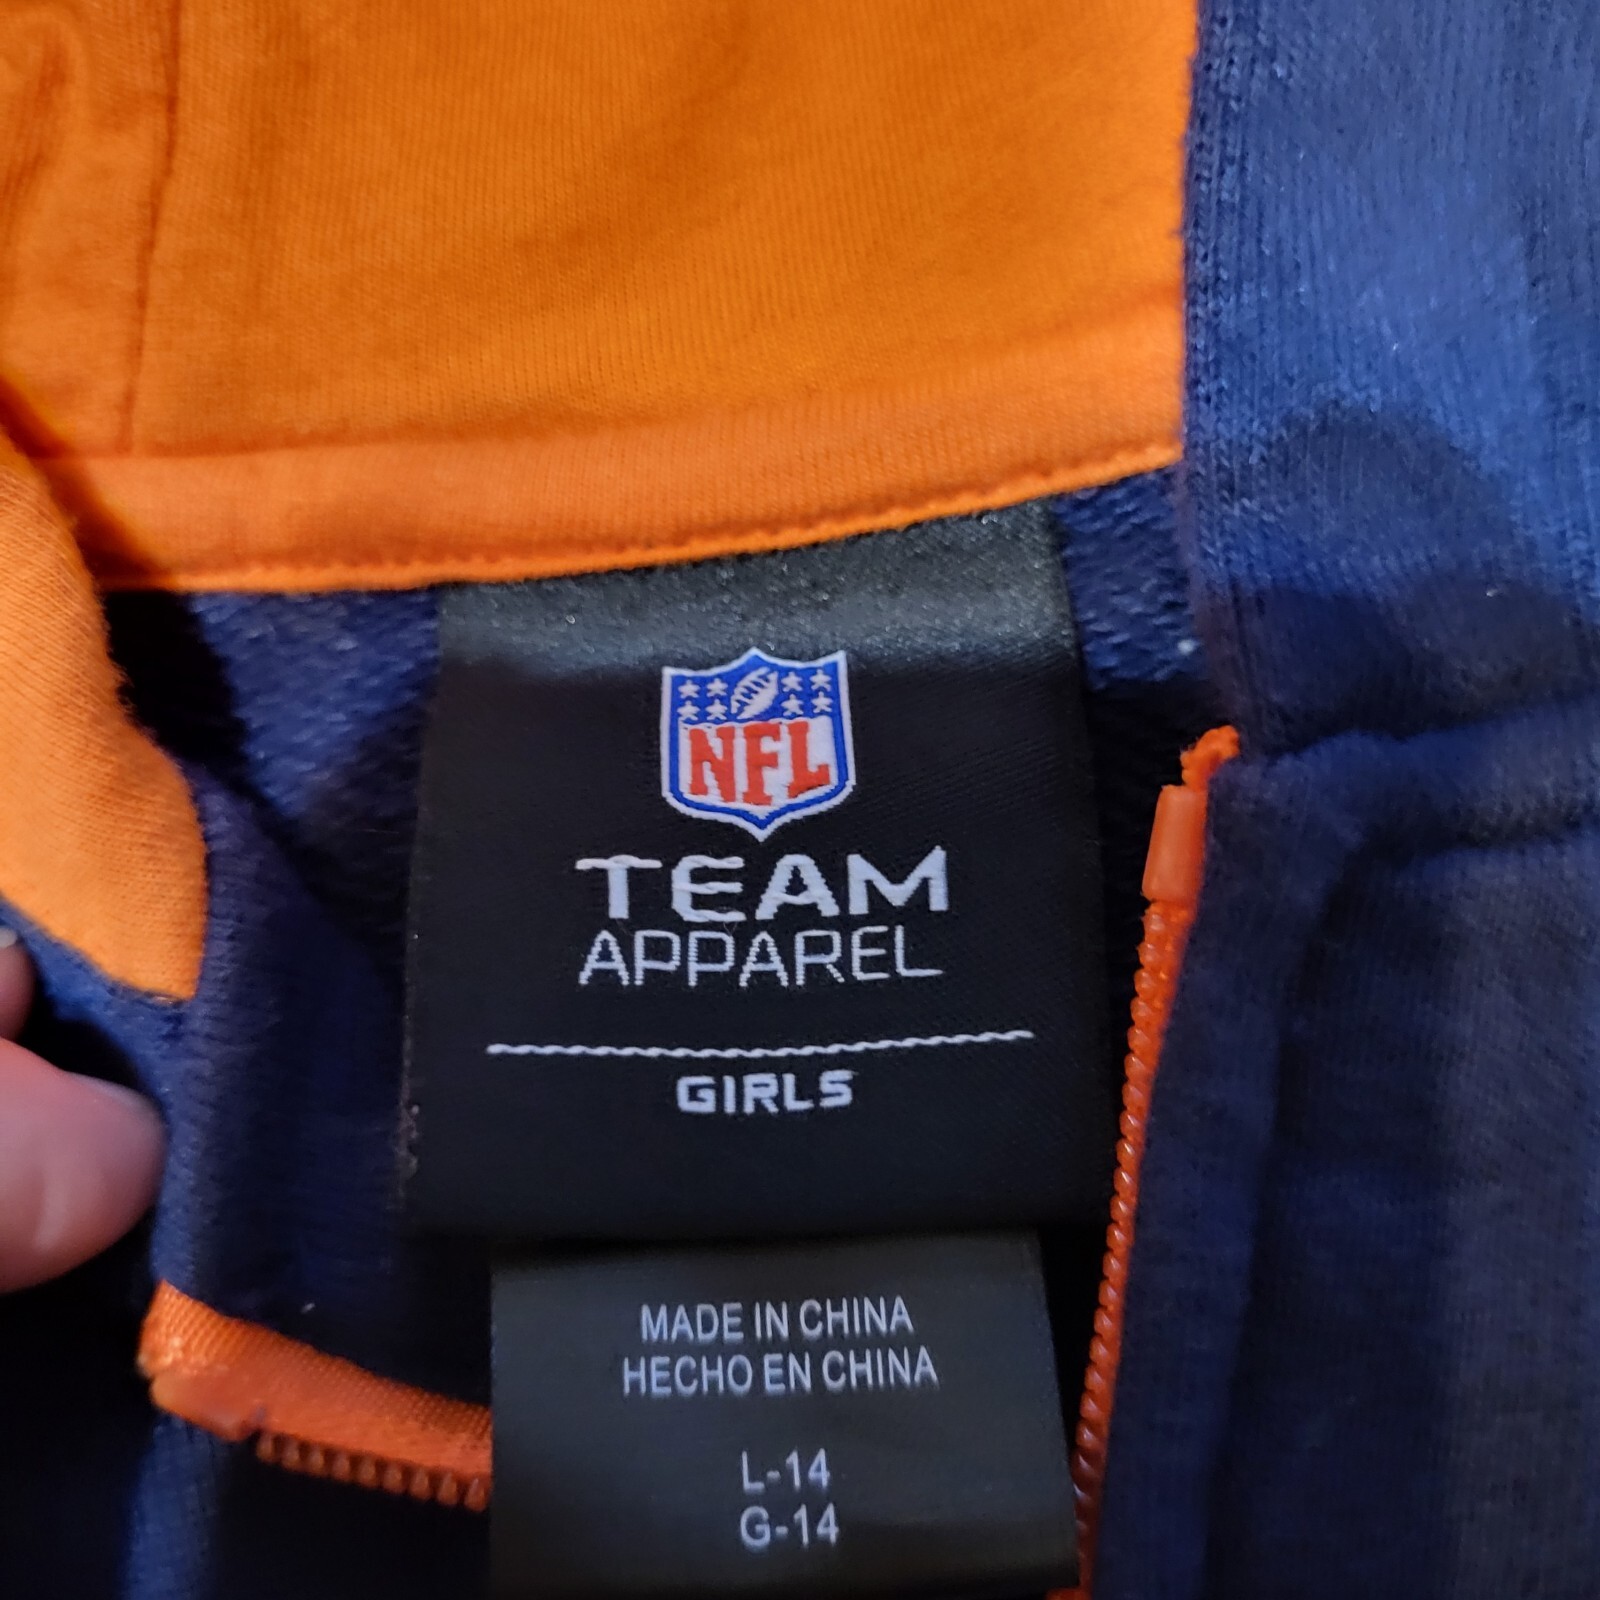 NFL
TEAM
APPAREL
GIRLS
MADE IN CHINA
HECHO EN CHINA
L-14
G-14